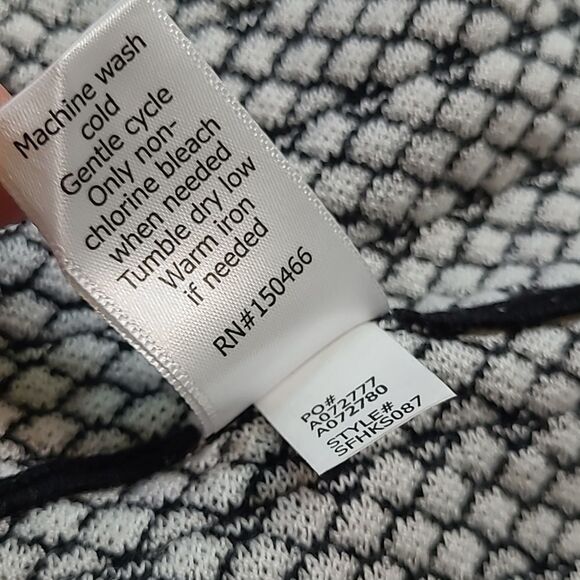 Machine wash
cold
Gentle cycle
Only non-
chlorine bleach
when needed
Tumble dry low
Warm iron
if needed
RN#150466
PO#
A072777
A072780
STYLE#
SFHKS087